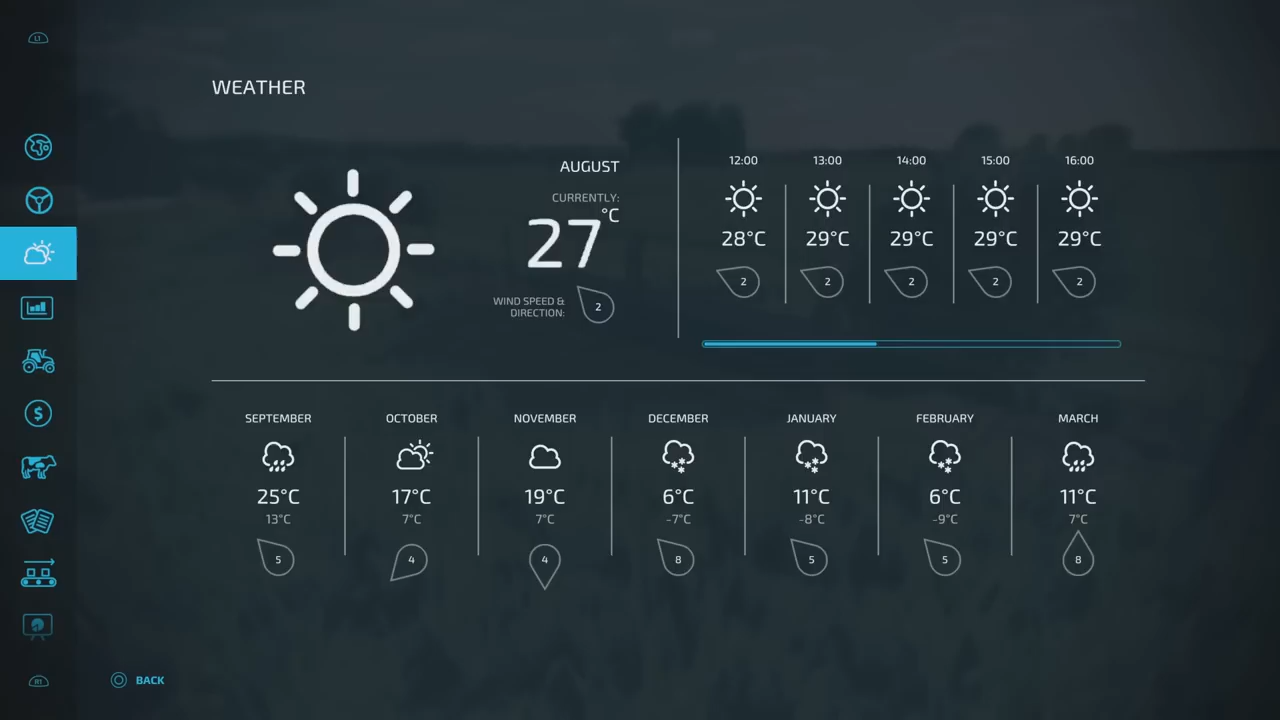 L1
WEATHER
AUGUST
CURRENTLY:
27 °C
WIND SPEED &
DIRECTION:
2
12:00 13:00 14:00 15:00 16:00
28°C 29°C 29°C 29°C 29°C
2 2 2 2 2
SEPTEMBER OCTOBER NOVEMBER DECEMBER JANUARY FEBRUARY MARCH
25°C 17°C 19°C 6°C 11°C 6°C 11°C
13°C 7°C 7°C -7°C -8°C -9°C 7°C
5 4 4 8 5 5 8
$
R1
BACK